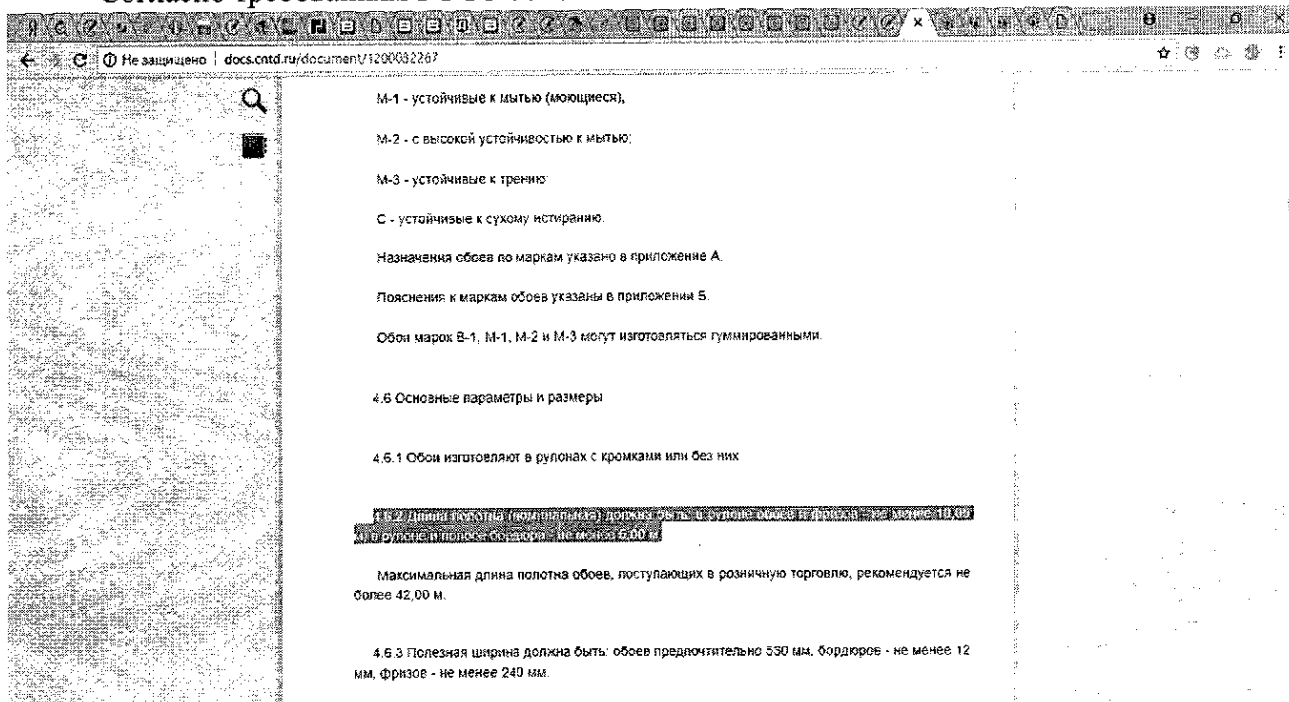 Согласно требованиям
Не защищено | docs.cntd.ru/document/1200032267
М-1 - устойчивые к мытью (моющиеся),
М-2 - с высокой устойчивостью к мытью;
М-3 - устойчивые к трению
С - устойчивые к сухому истиранию.
Назначения обоев по маркам указано в приложение А.
Пояснения к маркам обоев указаны в приложении Б.
Обои марок В-1, М-1, М-2 и М-3 могут изготовляться гуммированными.
4.6 Основные параметры и размеры
4.6.1 Обои изготовляют в рулонах с кромками или без них
4.6.2 Длина полотна (номинальная) должна быть: в рулоне обоев и фриза - не менее 10,00
м, в рулоне и полосе бордюра - не менее 6,00 м.
Максимальная длина полотна обоев, поступающих в розничную торговлю, рекомендуется не
более 42,00 м.
4.6.3 Полезная ширина должна быть: обоев предпочтительно 530 мм, бордюров - не менее 12
мм, фризов - не менее 240 мм.